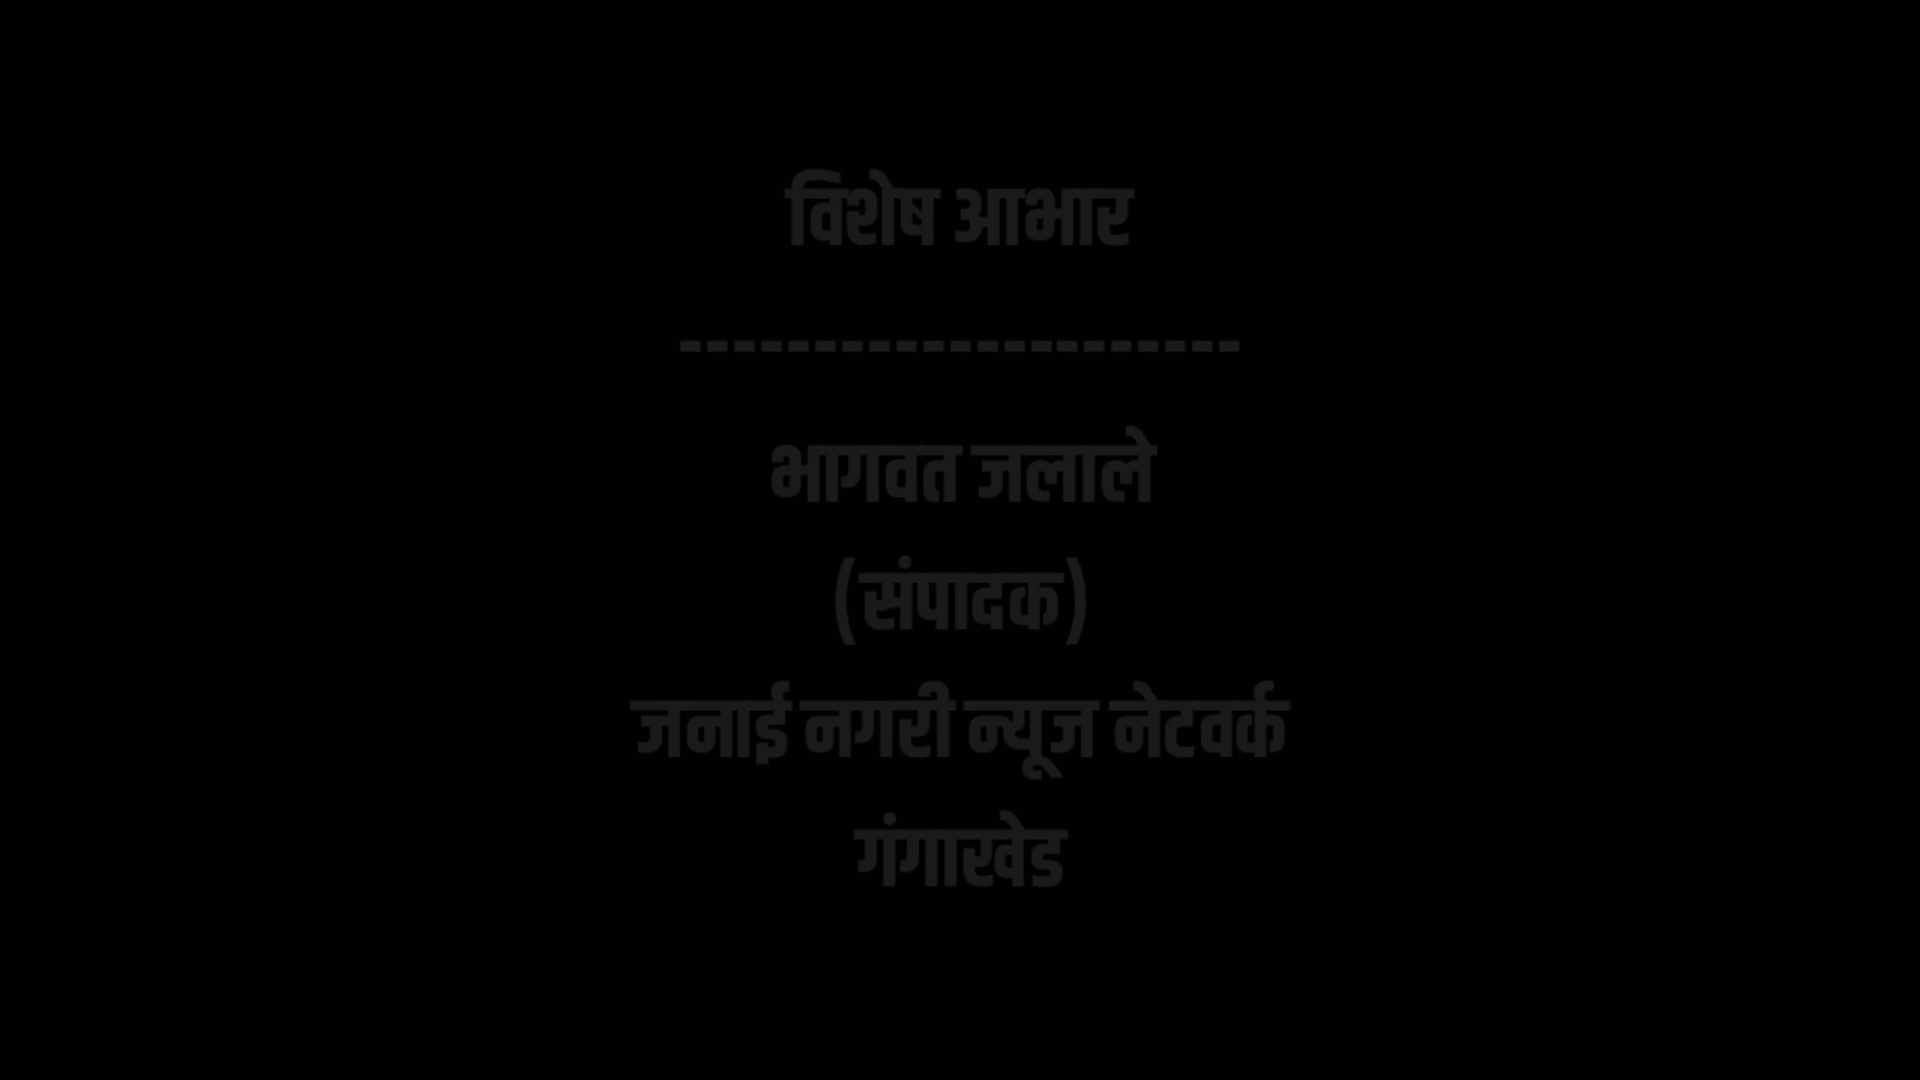 विशेष आभार
---------------------
भागवत जलाले
(संपादक)
जनाई नगरी न्यूज नेटवर्क
गंगाखेड